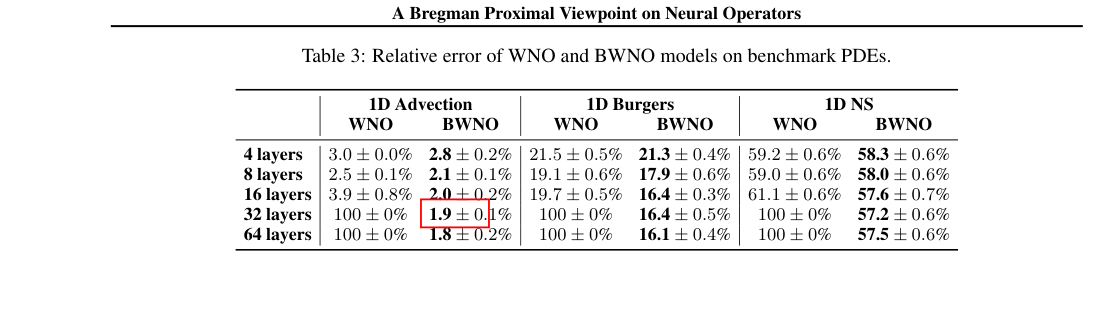 A Bregman Proximal Viewpoint on Neural Operators
Table 3: Relative error of WNO and BWNO models on benchmark PDEs.
1D Advection 1D Burgers 1D NS
WNO BWNO WNO BWNO WNO BWNO
4 layers 3.0 ± 0.0% 2.8 ± 0.2% 21.5 ± 0.5% 21.3 ± 0.4% 59.2 ± 0.6% 58.3 ± 0.6%
8 layers 2.5 ± 0.1% 2.1 ± 0.1% 19.1 ± 0.6% 17.9 ± 0.6% 59.0 ± 0.6% 58.0 ± 0.6%
16 layers 3.9 ± 0.8% 2.0 ± 0.2% 19.7 ± 0.5% 16.4 ± 0.3% 61.1 ± 0.6% 57.6 ± 0.7%
32 layers 100 ± 0% 1.9 ± 0.1% 100 ± 0% 16.4 ± 0.5% 100 ± 0% 57.2 ± 0.6%
64 layers 100 ± 0% 1.8 ± 0.2% 100 ± 0% 16.1 ± 0.4% 100 ± 0% 57.5 ± 0.6%